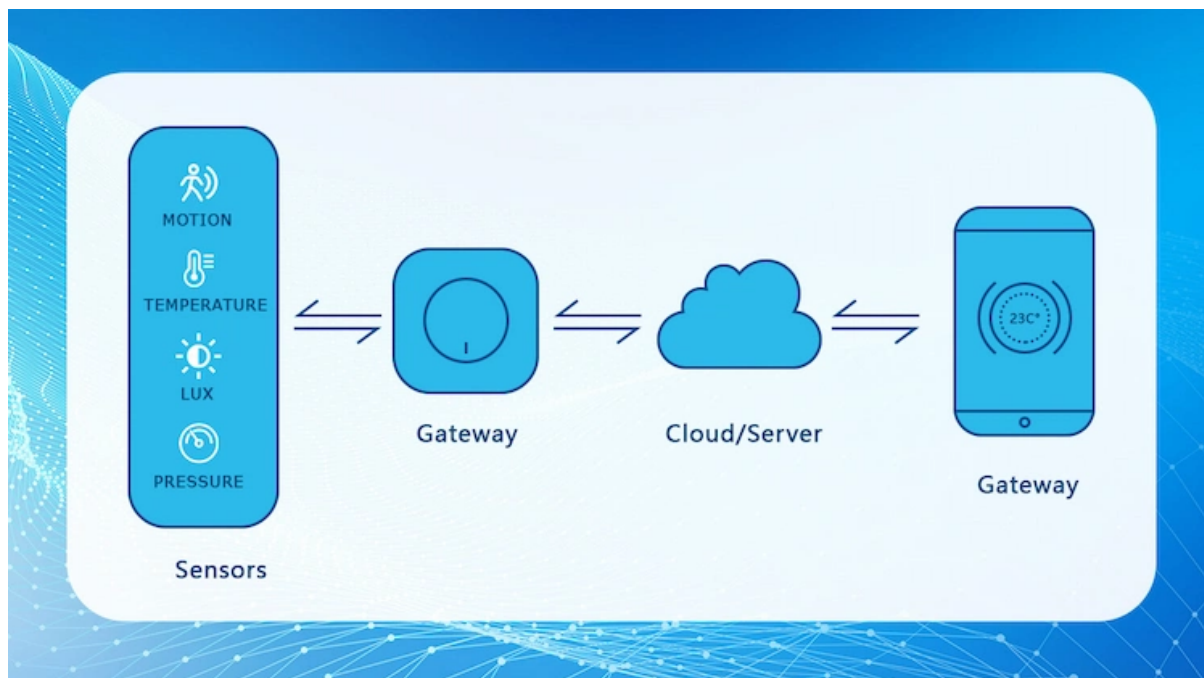 MOTION
TEMPERATURE
LUX
PRESSURE
Sensors
Gateway
Cloud/Server
23C°
Gateway